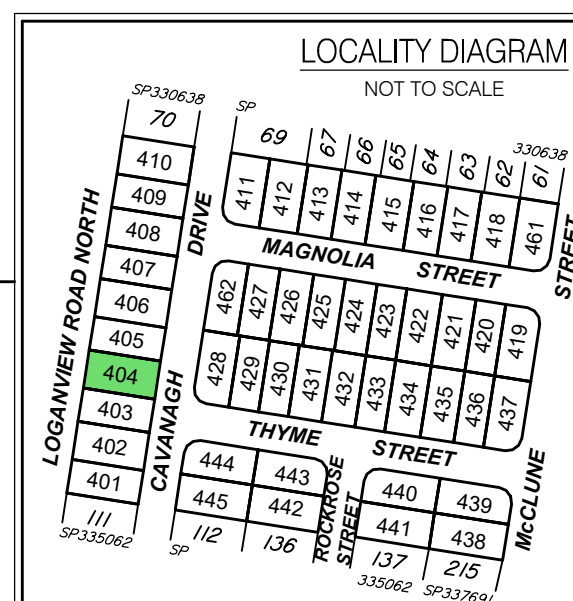 LOCALITY DIAGRAM
NOT TO SCALE
SP330638
70
410
409
408
407
406
405
404
403
402
401
111
SP335062
LOGANVIEW ROAD NORTH
CAVANAGH DRIVE
SP 330638
69 67 66 65 64 63 62 61
411 412 413 414 415 416 417 418 461
MAGNOLIA STREET
STREET
462 427 426 425 424 423 422 421 420 419
428 429 430 431 432 433 434 435 436 437
THYME STREET
McCLUNE
444 443
445 442
ROCKROSE STREET
440 439
441 438
SP 112 136
137 215
335062 SP337691